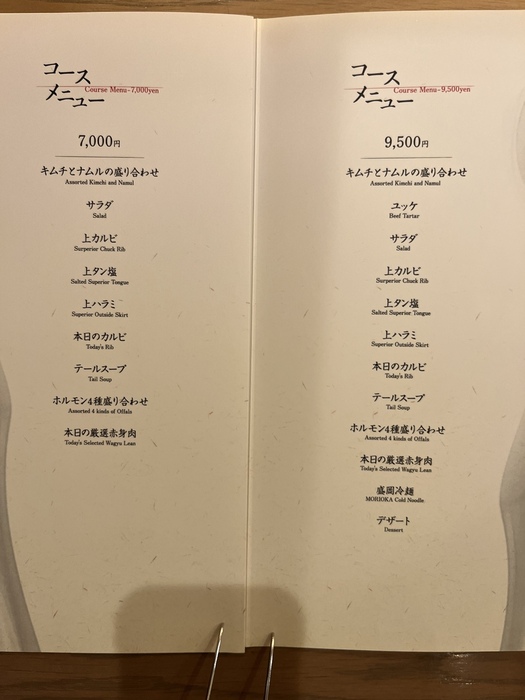 コース
メニュー
Course Menu-7,000yen
7,000円
キムチとナムルの盛り合わせ
Assorted Kimchi and Namul
サラダ
Salad
上カルビ
Surperior Chuck Rib
上タン塩
Salted Superior Tongue
上ハラミ
Superior Outside Skirt
本日のカルビ
Today's Rib
テールスープ
Tail Soup
ホルモン4種盛り合わせ
Assorted 4 kinds of Offals
本日の厳選赤身肉
Today's Selected Wagyu Lean
コース
メニュー
Course Menu-9,500yen
9,500円
キムチとナムルの盛り合わせ
Assorted Kimchi and Namul
ユッケ
Beef Tartar
サラダ
Salad
上カルビ
Surperior Chuck Rib
上タン塩
Salted Superior Tongue
上ハラミ
Superior Outside Skirt
本日のカルビ
Today's Rib
テールスープ
Tail Soup
ホルモン4種盛り合わせ
Assorted 4 kinds of Offals
本日の厳選赤身肉
Today's Selected Wagyu Lean
盛岡冷麺
MORIOKA Cold Noodle
デザート
Dessert